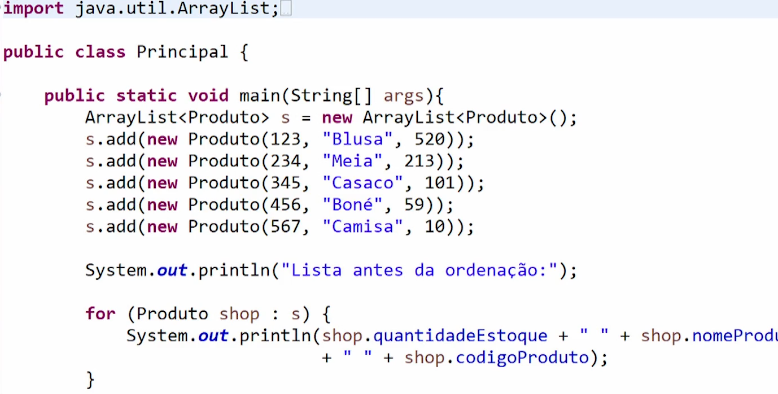 import java.util.ArrayList;
public class Principal {
public static void main(String[] args){
ArrayList<Produto> s = new ArrayList<Produto>();
s.add(new Produto(123, "Blusa", 520));
s.add(new Produto(234, "Meia", 213));
s.add(new Produto(345, "Casaco", 101));
s.add(new Produto(456, "Boné", 59));
s.add(new Produto(567, "Camisa", 10));
System.out.println("Lista antes da ordenação:");
for (Produto shop : s) {
System.out.println(shop.quantidadeEstoque + " " + shop.nomeProdu
+ " " + shop.codigoProduto);
}